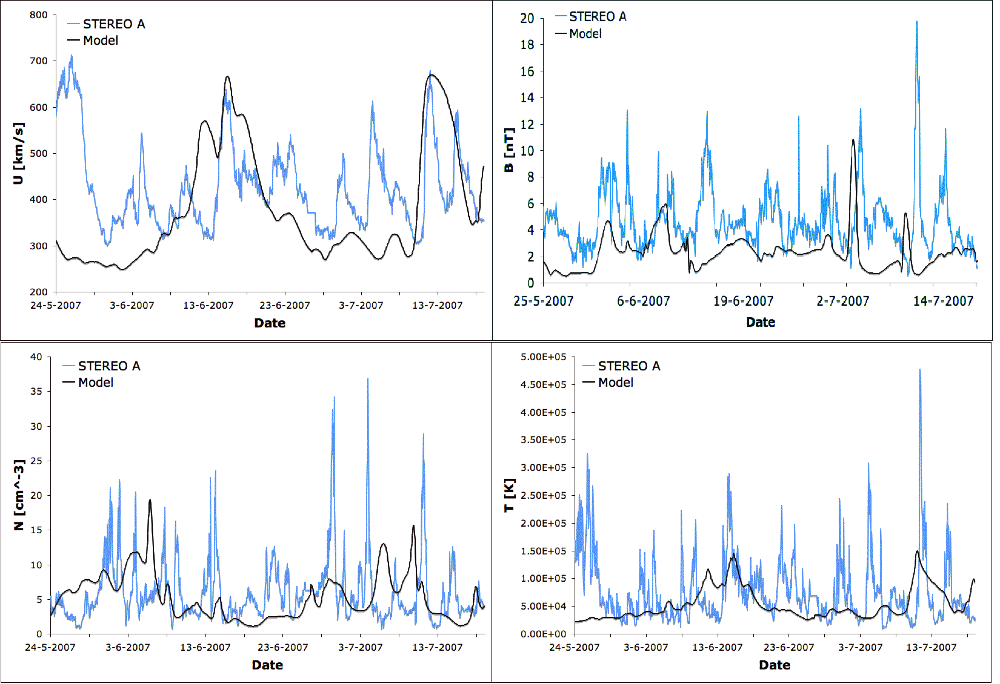 800
700
600
500
400
300
200
U [km/s]
STEREO A
Model
24-5-2007 3-6-2007 13-6-2007 23-6-2007 3-7-2007 13-7-2007
Date
20
18
16
14
12
10
8
6
4
2
0
B [nT]
STEREO A
Model
25-5-2007 6-6-2007 19-6-2007 2-7-2007 14-7-2007
Date
40
35
30
25
20
15
10
5
0
N [cm^-3]
STEREO A
Model
24-5-2007 3-6-2007 13-6-2007 23-6-2007 3-7-2007 13-7-2007
Date
5.00E+05
4.50E+05
4.00E+05
3.50E+05
3.00E+05
2.50E+05
2.00E+05
1.50E+05
1.00E+05
5.00E+04
0.00E+00
T [K]
STEREO A
Model
24-5-2007 3-6-2007 13-6-2007 23-6-2007 3-7-2007 13-7-2007
Date